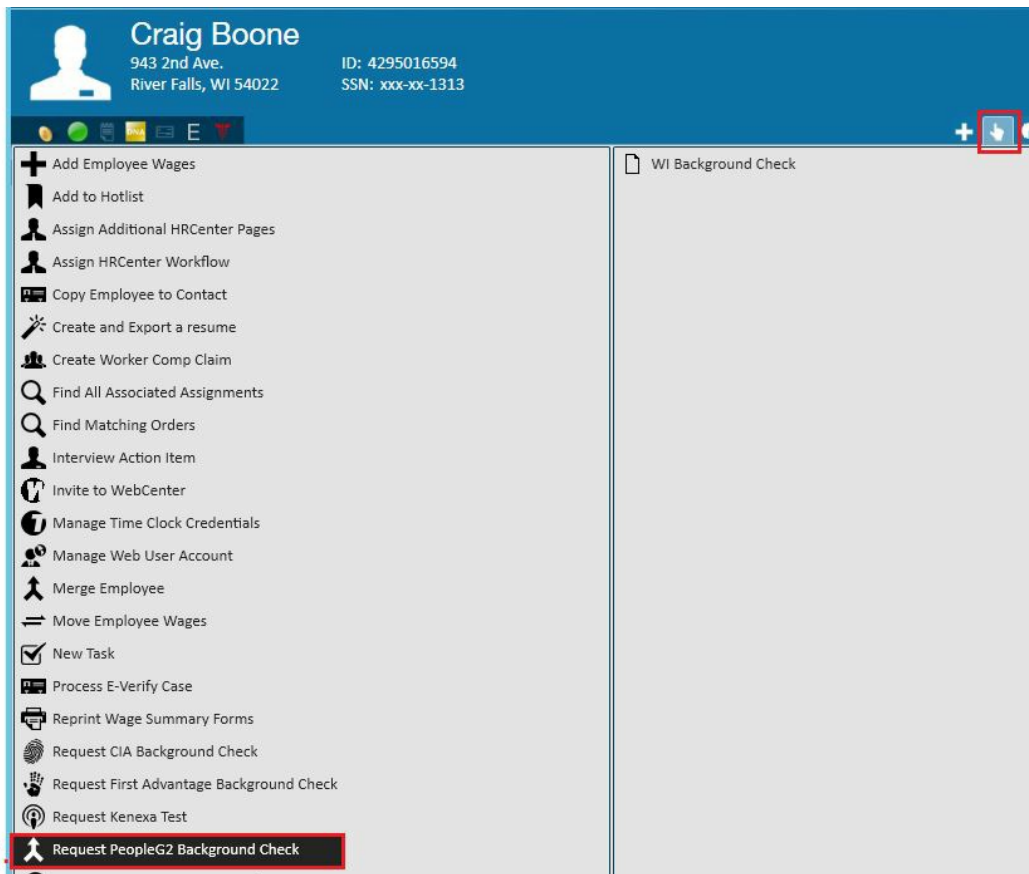 Craig Boone
943 2nd Ave.
ID: 4295016594
River Falls, WI 54022
SSN: xxx-xx-1313
DNA
E
Add Employee Wages
WI Background Check
Add to Hotlist
Assign Additional HRCenter Pages
Assign HRCenter Workflow
Copy Employee to Contact
Create and Export a resume
Create Worker Comp Claim
Find All Associated Assignments
Find Matching Orders
Interview Action Item
Invite to WebCenter
Manage Time Clock Credentials
Manage Web User Account
Merge Employee
Move Employee Wages
New Task
Process E-Verify Case
Reprint Wage Summary Forms
Request CIA Background Check
Request First Advantage Background Check
Request Kenexa Test
Request PeopleG2 Background Check